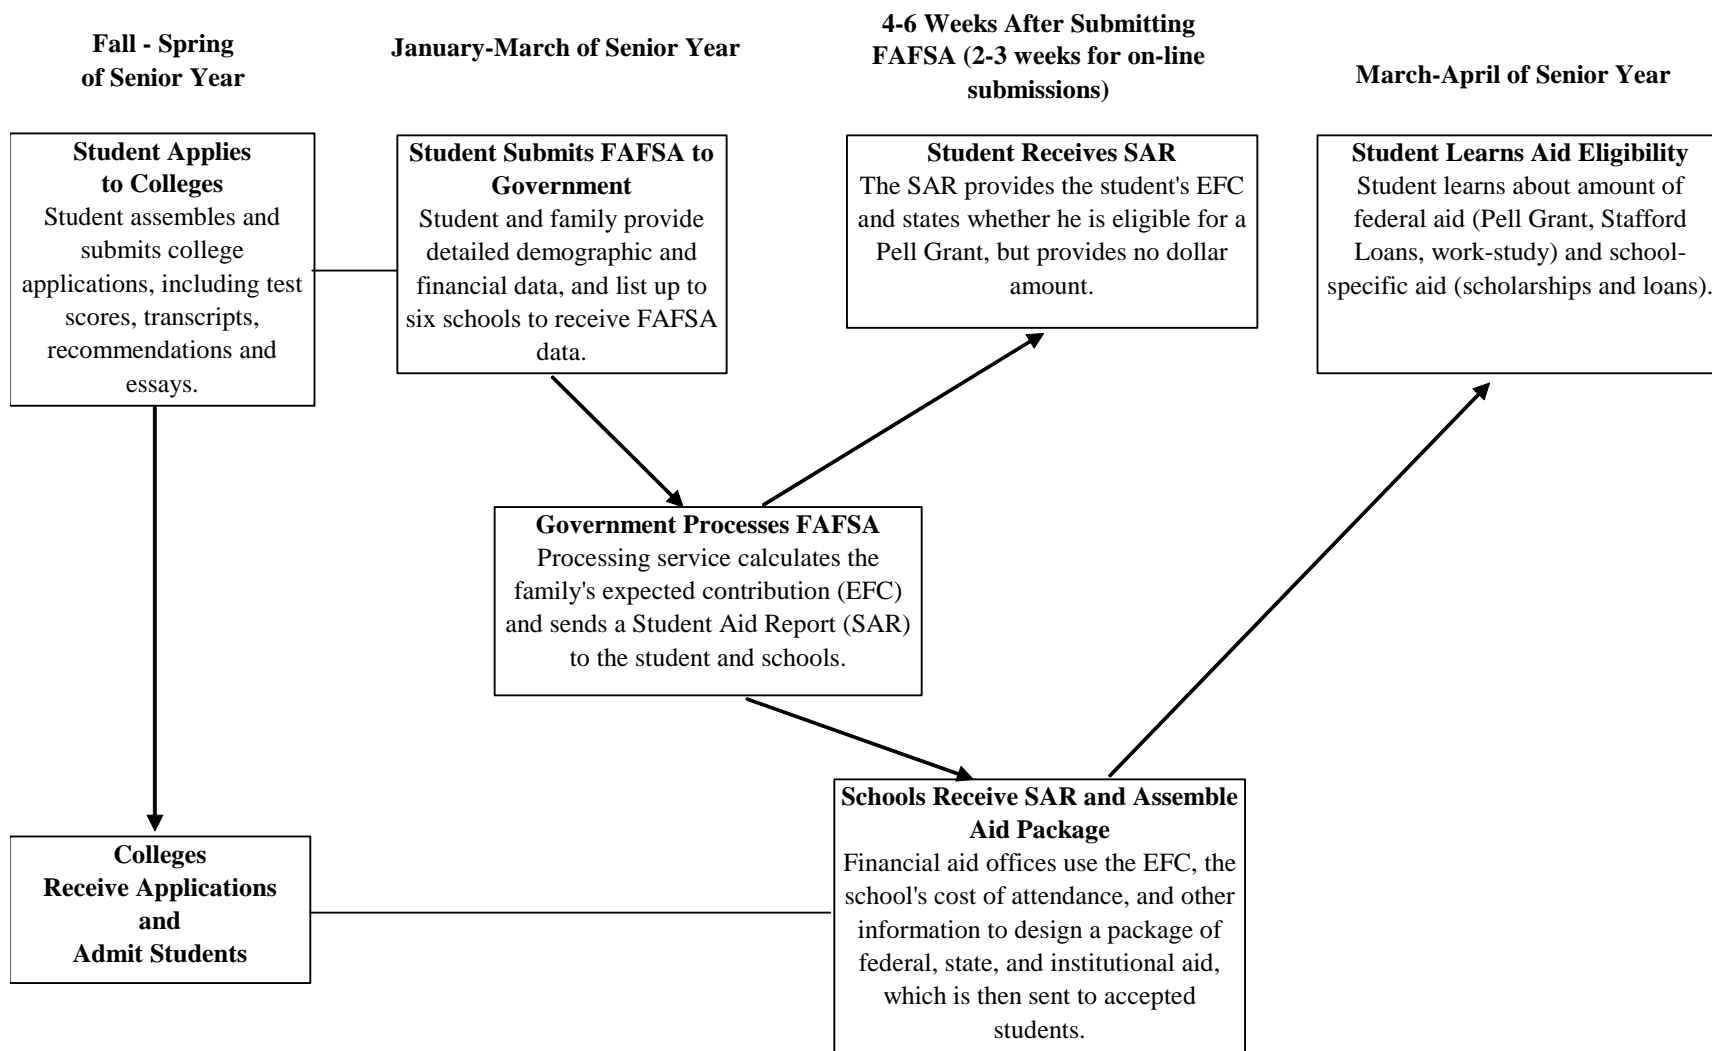 Fall - Spring
of Senior Year
January-March of Senior Year
4-6 Weeks After Submitting
FAFSA (2-3 weeks for on-line
submissions)
March-April of Senior Year
Student Applies
to Colleges
Student assembles and
submits college
applications, including test
scores, transcripts,
recommendations and
essays.
Student Submits FAFSA to
Government
Student and family provide
detailed demographic and
financial data, and list up to
six schools to receive FAFSA
data.
Student Receives SAR
The SAR provides the student's EFC
and states whether he is eligible for a
Pell Grant, but provides no dollar
amount.
Student Learns Aid Eligibility
Student learns about amount of
federal aid (Pell Grant, Stafford
Loans, work-study) and school-
specific aid (scholarships and loans).
Government Processes FAFSA
Processing service calculates the
family's expected contribution (EFC)
and sends a Student Aid Report (SAR)
to the student and schools.
Colleges
Receive Applications
and
Admit Students
Schools Receive SAR and Assemble
Aid Package
Financial aid offices use the EFC, the
school's cost of attendance, and other
information to design a package of
federal, state, and institutional aid,
which is then sent to accepted
students.